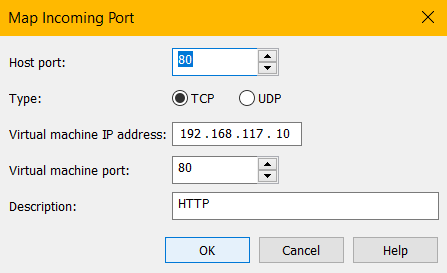 Map Incoming Port
Host port: 80
Type: TCP UDP
Virtual machine IP address: 192 . 168 . 117 . 10
Virtual machine port: 80
Description: HTTP
OK Cancel Help